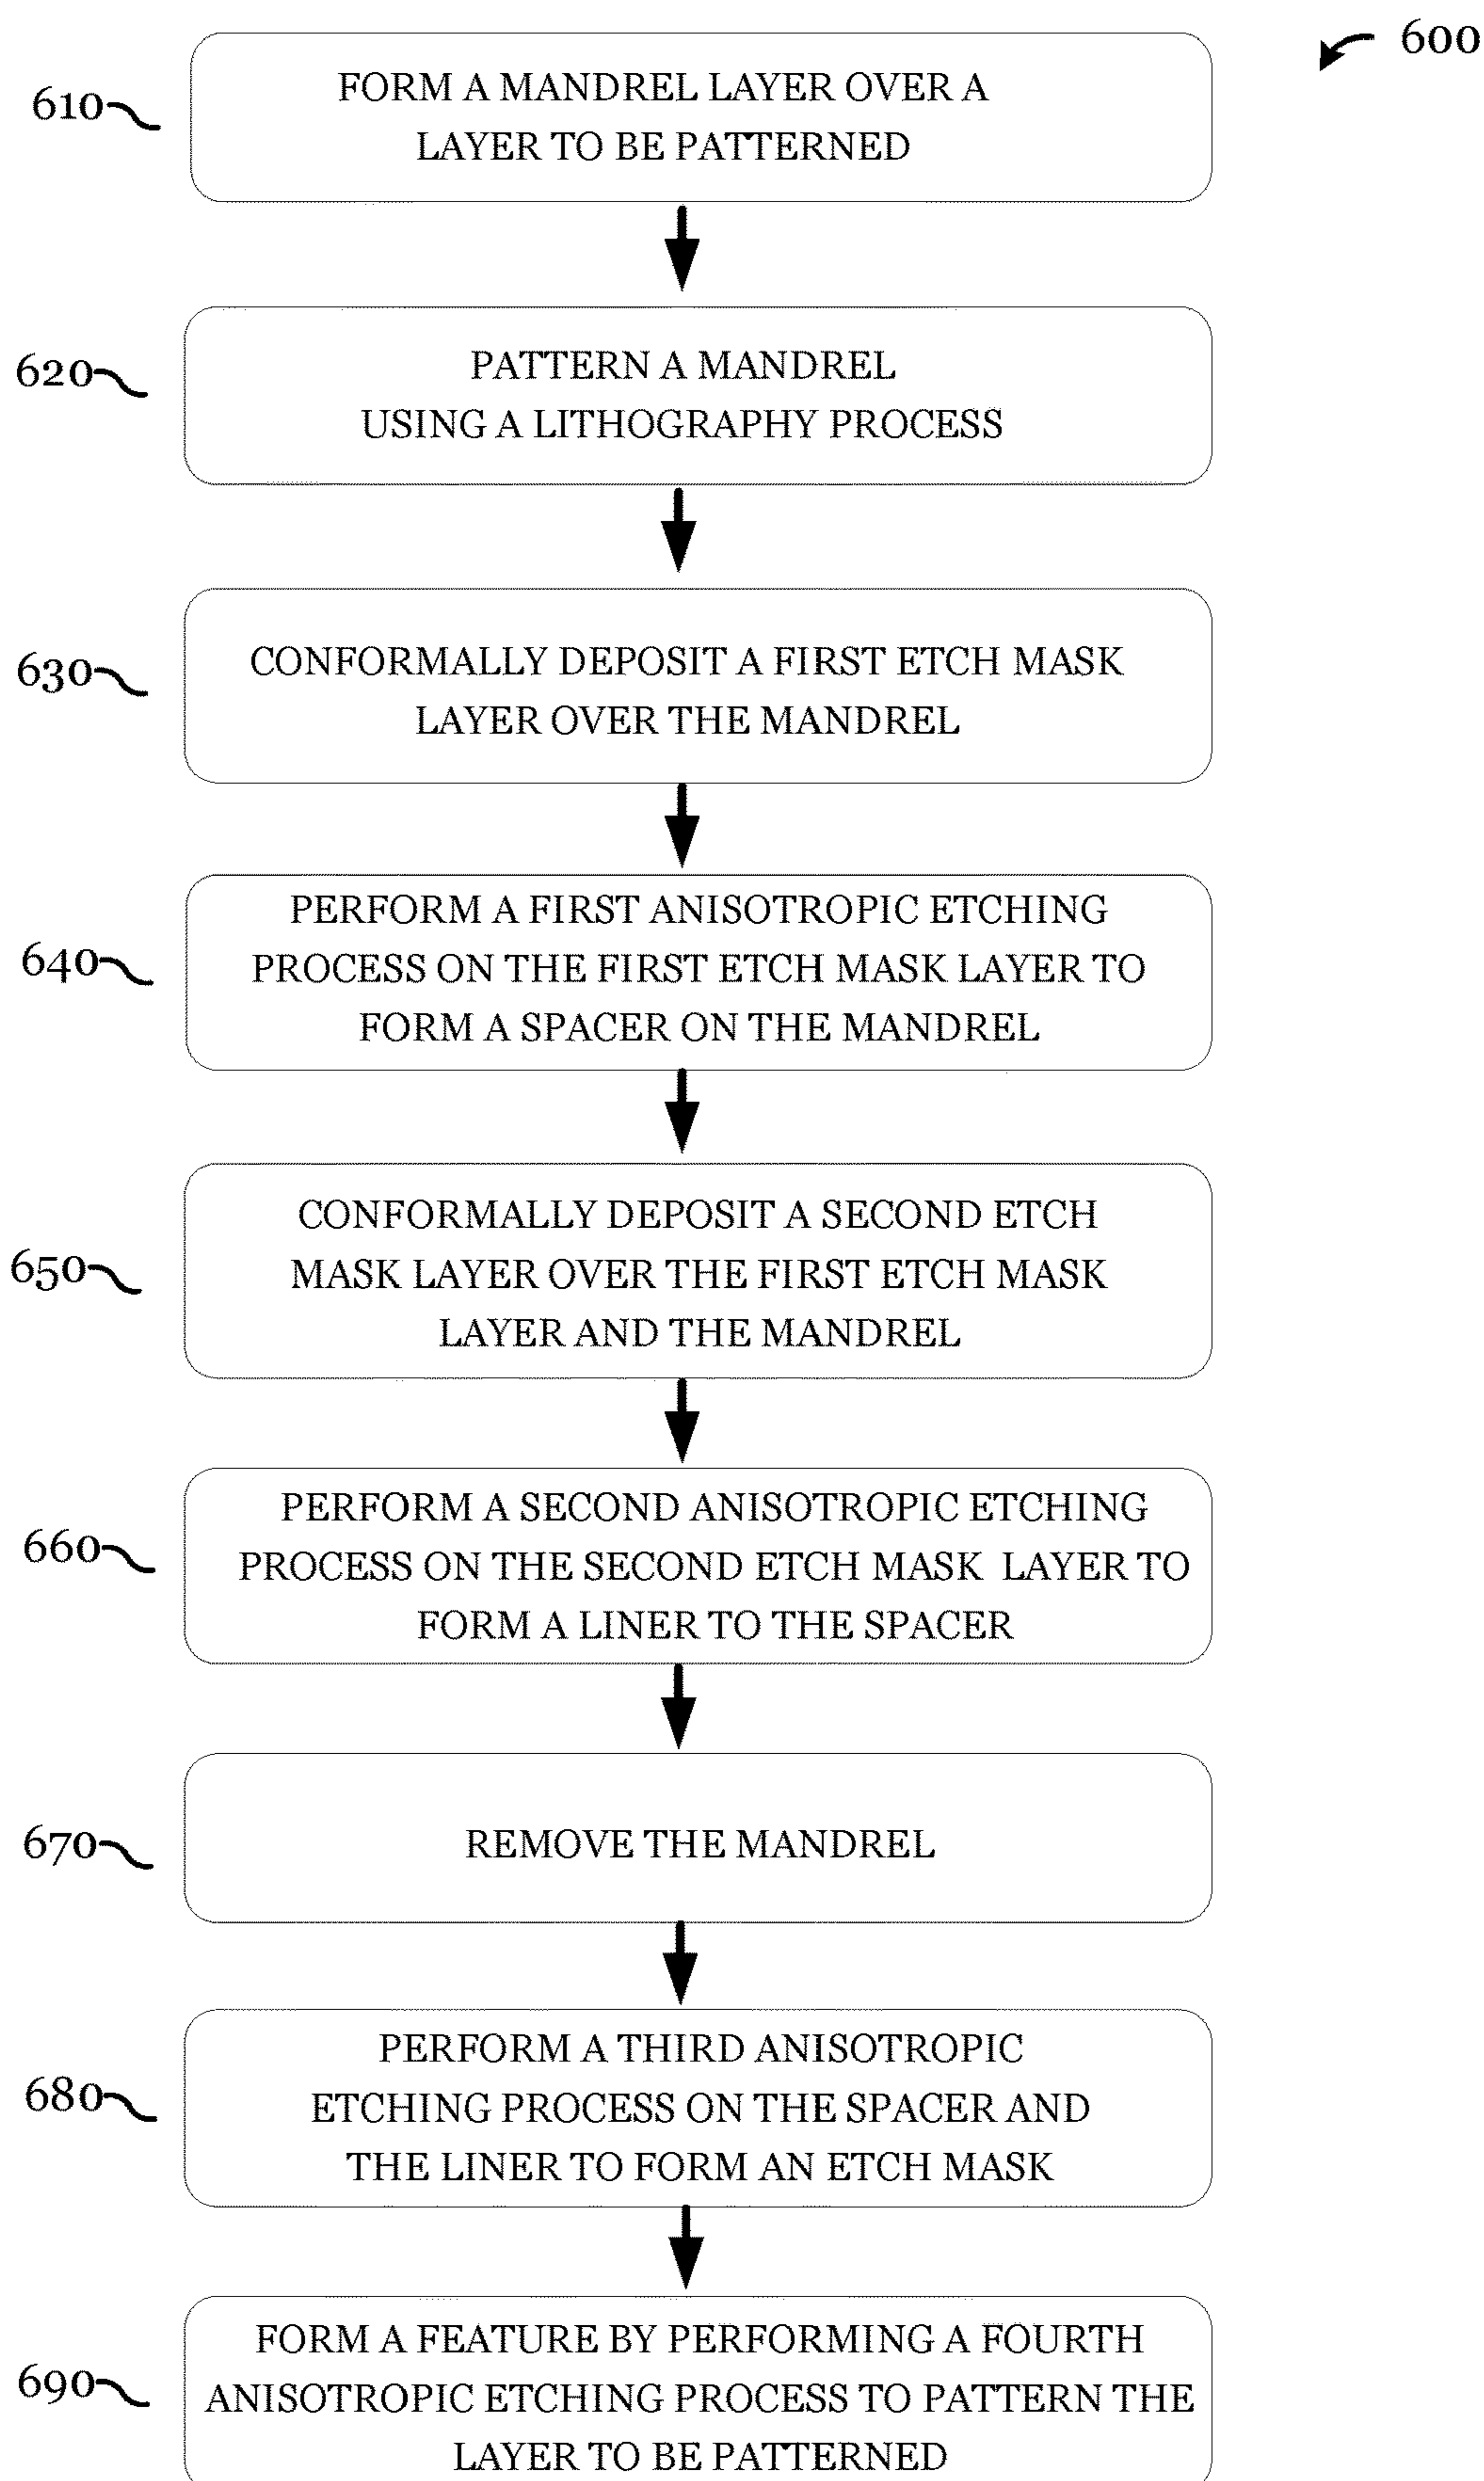 600
610
FORM A MANDREL LAYER OVER A
LAYER TO BE PATTERNED
620
PATTERN A MANDREL
USING A LITHOGRAPHY PROCESS
630
CONFORMALLY DEPOSIT A FIRST ETCH MASK
LAYER OVER THE MANDREL
640
PERFORM A FIRST ANISOTROPIC ETCHING
PROCESS ON THE FIRST ETCH MASK LAYER TO
FORM A SPACER ON THE MANDREL
650
CONFORMALLY DEPOSIT A SECOND ETCH
MASK LAYER OVER THE FIRST ETCH MASK
LAYER AND THE MANDREL
660
PERFORM A SECOND ANISOTROPIC ETCHING
PROCESS ON THE SECOND ETCH MASK LAYER TO
FORM A LINER TO THE SPACER
670
REMOVE THE MANDREL
680
PERFORM A THIRD ANISOTROPIC
ETCHING PROCESS ON THE SPACER AND
THE LINER TO FORM AN ETCH MASK
690
FORM A FEATURE BY PERFORMING A FOURTH
ANISOTROPIC ETCHING PROCESS TO PATTERN THE
LAYER TO BE PATTERNED